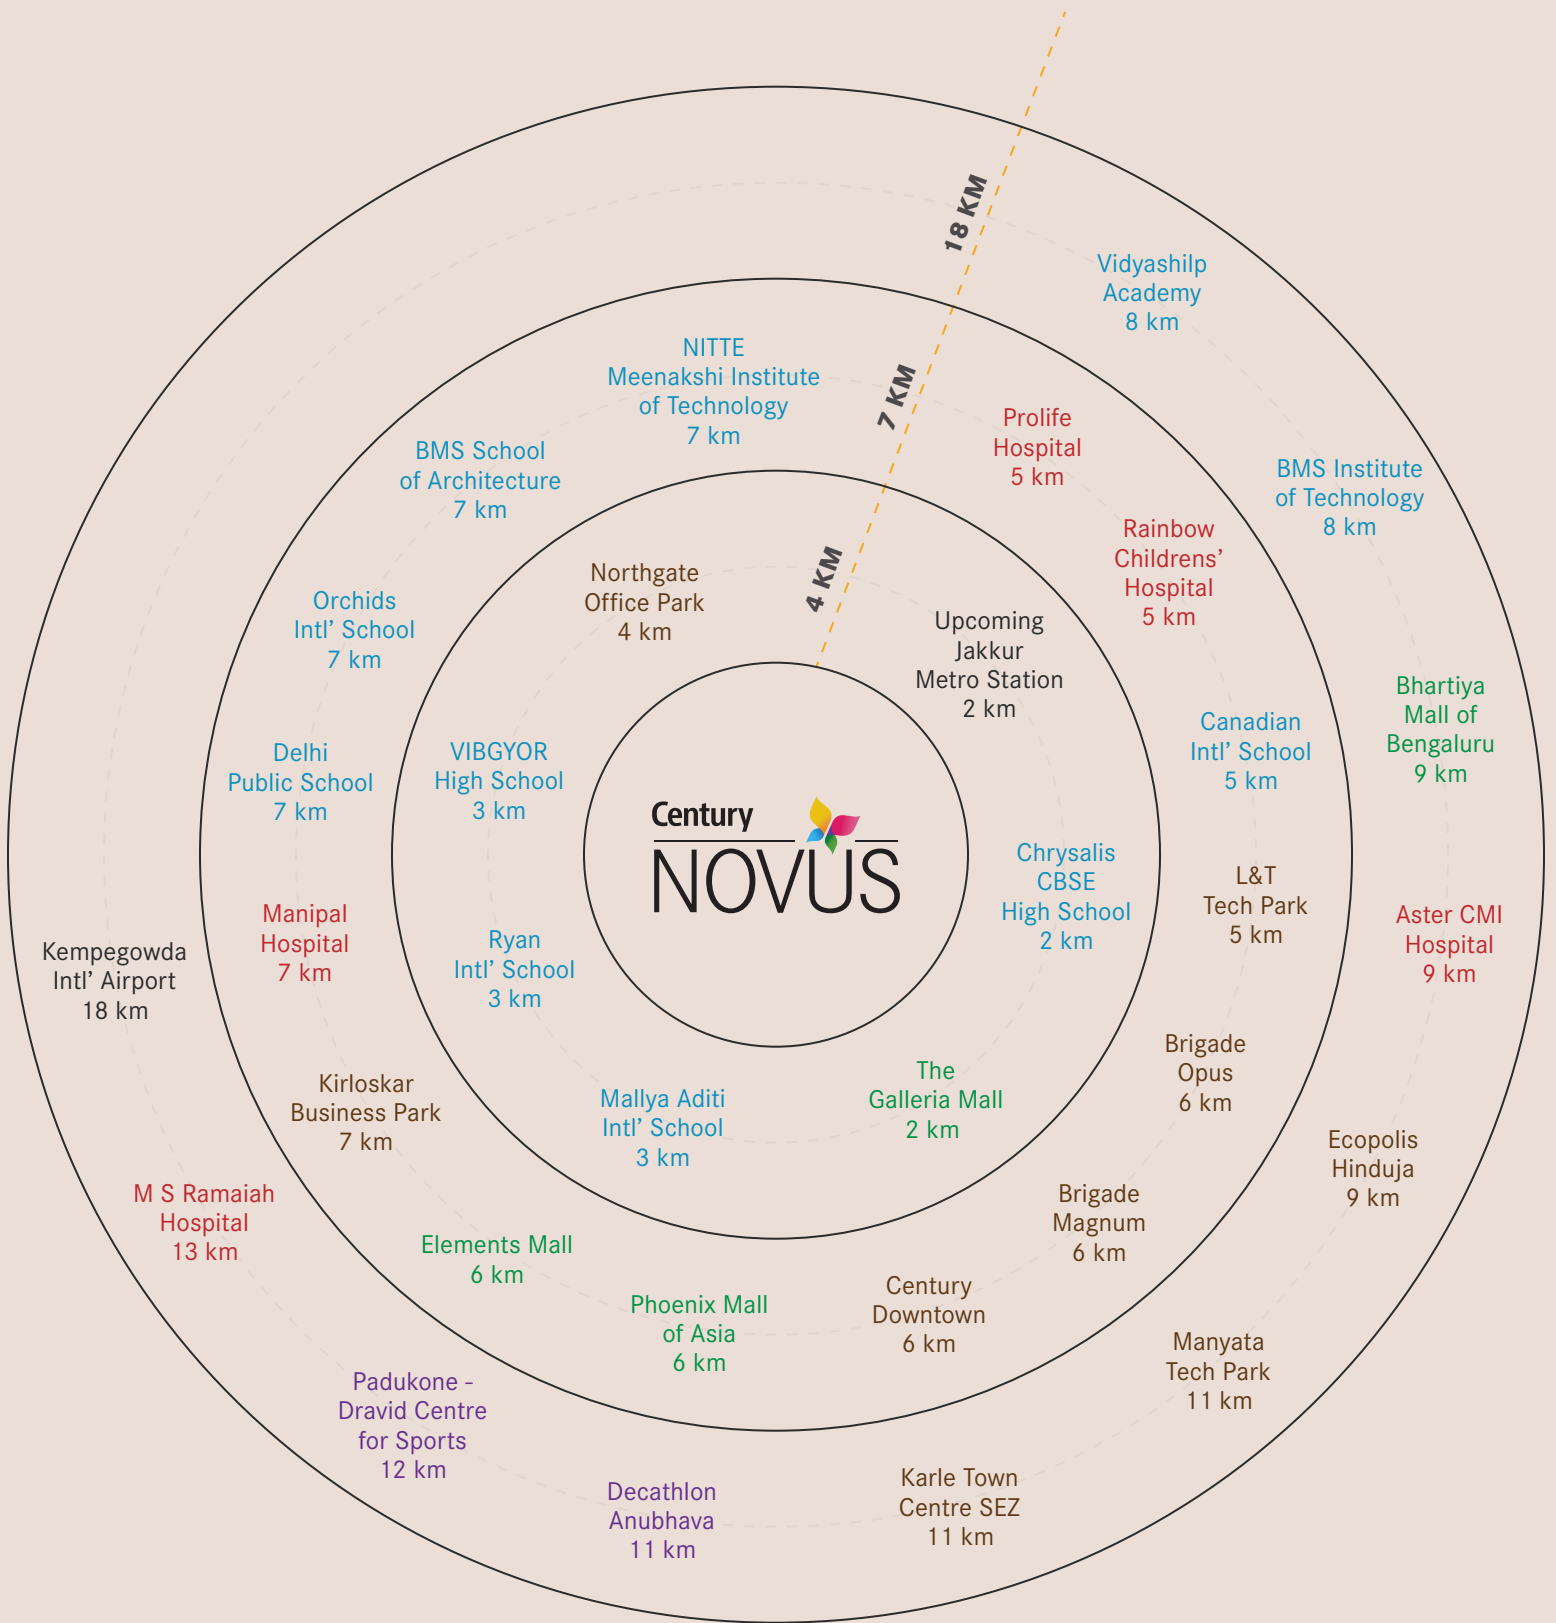 18 KM
Vidyashilp
Academy
8 km
NITTE
Meenakshi Institute
of Technology
7 km
7 KM
Prolife
Hospital
5 km
BMS School
of Architecture
7 km
BMS Institute
of Technology
8 km
Rainbow
Childrens’
Hospital
5 km
Northgate
Office Park
4 km
4 KM
Orchids
Intl’ School
7 km
Upcoming
Jakkur
Metro Station
2 km
Bhartiya
Mall of
Bengaluru
9 km
Canadian
Intl’ School
5 km
Delhi
Public School
7 km
VIBGYOR
High School
3 km
Century
NOVUS
Chrysalis
CBSE
High School
2 km
L&T
Tech Park
5 km
Aster CMI
Hospital
9 km
Manipal
Hospital
7 km
Kempegowda
Intl’ Airport
18 km
Ryan
Intl’ School
3 km
Brigade
Opus
6 km
The
Galleria Mall
2 km
Mallya Aditi
Intl’ School
3 km
Kirloskar
Business Park
7 km
Ecopolis
Hinduja
9 km
M S Ramaiah
Hospital
13 km
Brigade
Magnum
6 km
Elements Mall
6 km
Century
Downtown
6 km
Phoenix Mall
of Asia
6 km
Manyata
Tech Park
11 km
Padukone -
Dravid Centre
for Sports
12 km
Karle Town
Centre SEZ
11 km
Decathlon
Anubhava
11 km